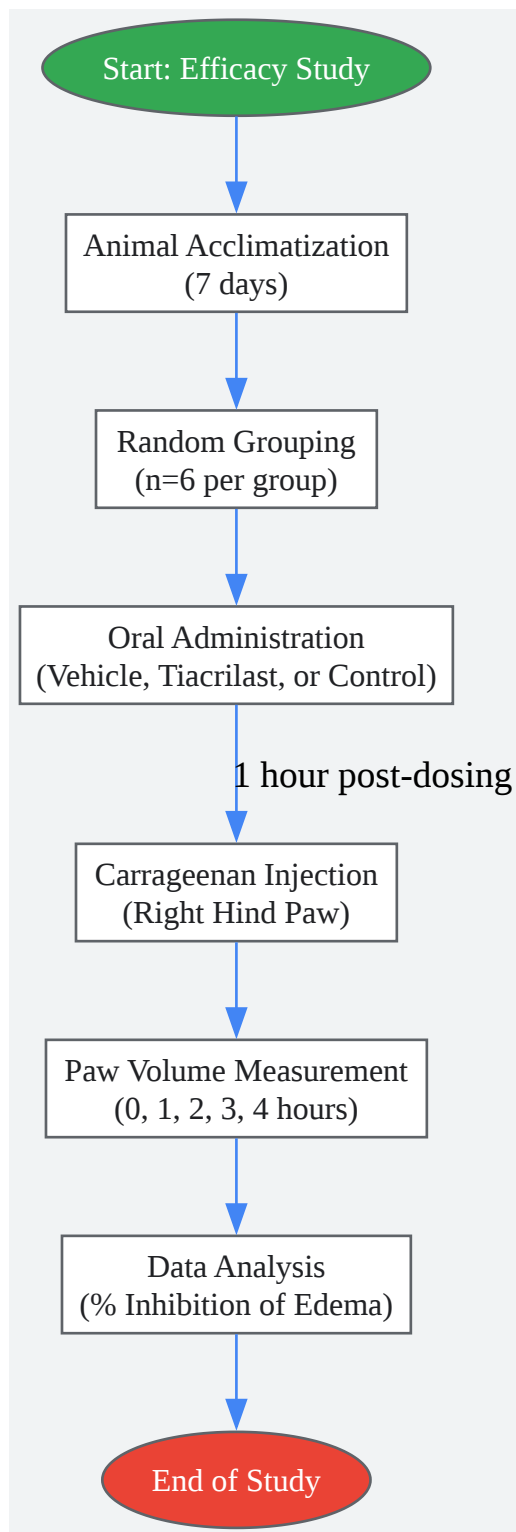 Start: Efficacy Study
Animal Acclimatization
(7 days)
Random Grouping
(n=6 per group)
Oral Administration
(Vehicle, Tiacrilast, or Control)
1 hour post-dosing
Carrageenan Injection
(Right Hind Paw)
Paw Volume Measurement
(0, 1, 2, 3, 4 hours)
Data Analysis
(% Inhibition of Edema)
End of Study